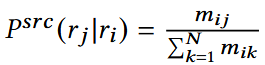 P^{src}(r_j|r_i) = \frac{m_{ij}}{\sum_{k=1}^{N} m_{ik}}